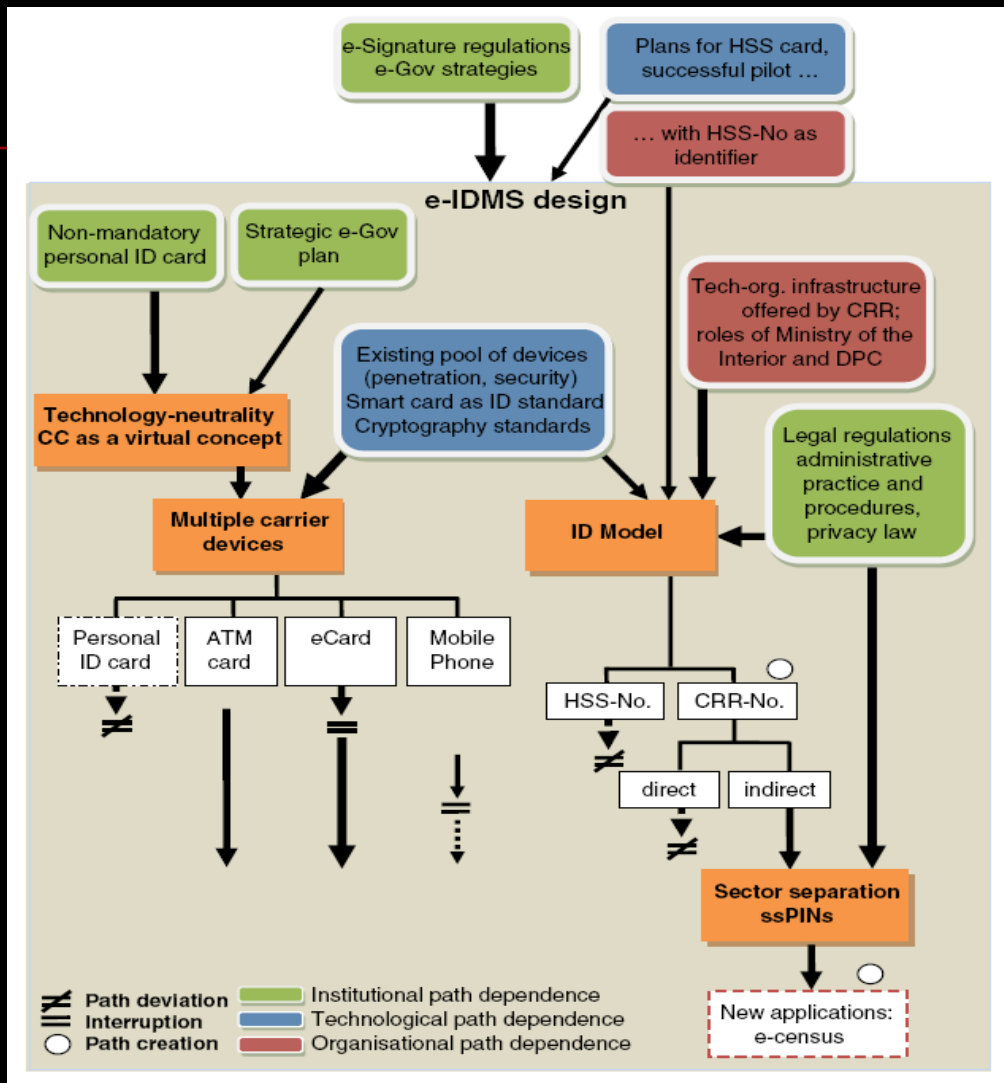 e-Signature regulations
e-Gov strategies
Plans for HSS card,
successful pilot ...
... with HSS-No as
identifier
e-IDMS design
Non-mandatory
personal ID card
Strategic e-Gov
plan
Tech-org. infrastructure
offered by CRR;
roles of Ministry of the
Interior and DPC
Existing pool of devices
(penetration, security)
Smart card as ID standard
Cryptography standards
Technology-neutrality
CC as a virtual concept
Legal regulations
administrative
practice and
procedures,
privacy law
Multiple carrier
devices
ID Model
Personal
ID card
ATM
card
eCard
Mobile
Phone
HSS-No.
CRR-No.
direct
indirect
Sector separation
ssPINs
New applications:
e-census
Path deviation
Interruption
Path creation
Institutional path dependence
Technological path dependence
Organisational path dependence